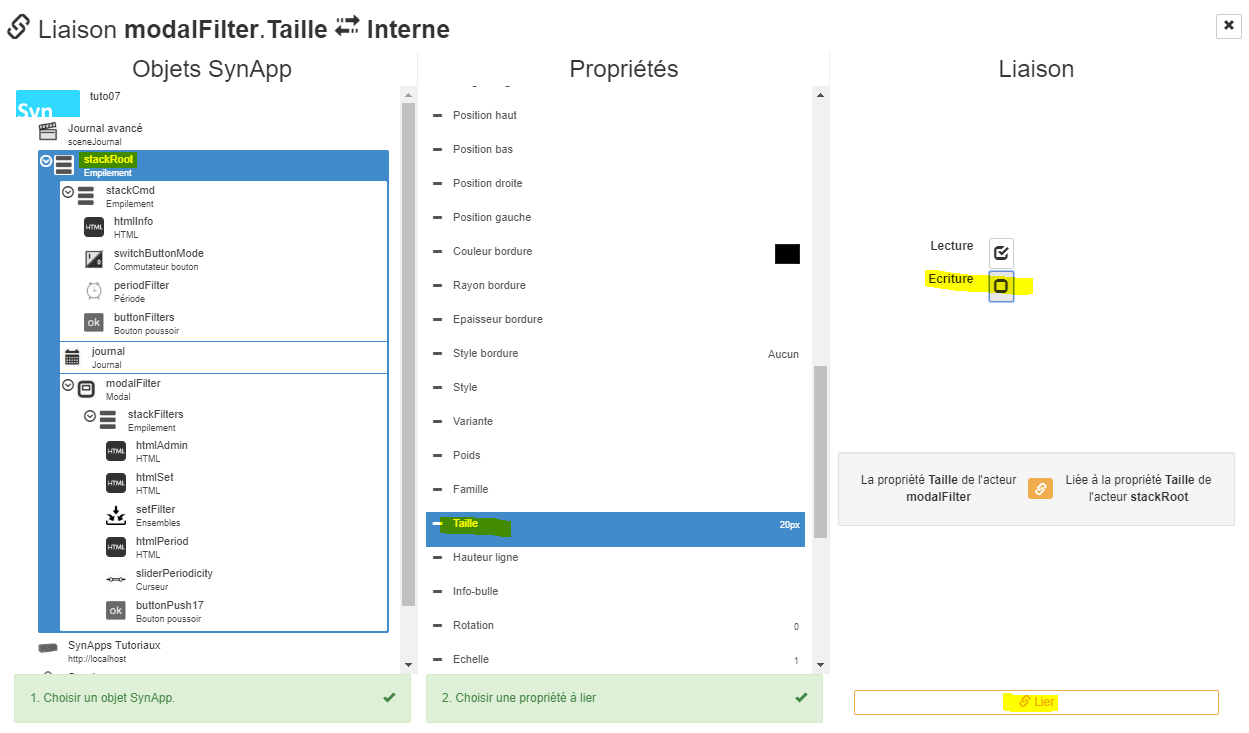 Liaison modalFilter.Taille Interne
Objets SynApp
Syn
tuto07
Journal avancé
sceneJournal
stackRoot
Empilement
stackCmd
Empilement
HTML
htmlInfo
HTML
switchButtonMode
Commutateur bouton
periodFilter
Période
ok
buttonFilters
Bouton poussoir
journal
Journal
modalFilter
Modal
stackFilters
Empilement
HTML
htmlAdmin
HTML
HTML
htmlSet
HTML
setFilter
Ensembles
HTML
htmlPeriod
HTML
sliderPeriodicity
Curseur
ok
buttonPush17
Bouton poussoir
SynApps Tutoriaux
http://localhost
1. Choisir un objet SynApp.
Propriétés
Position haut
Position bas
Position droite
Position gauche
Couleur bordure
Rayon bordure
Epaisseur bordure
Style bordure Aucun
Style
Variante
Poids
Famille
Taille 20px
Hauteur ligne
Info-bulle
Rotation 0
Echelle 1
2. Choisir une propriété à lier
Liaison
Lecture
Ecriture
La propriété Taille de l'acteur
modalFilter
Liée à la propriété Taille de
l'acteur stackRoot
Lier